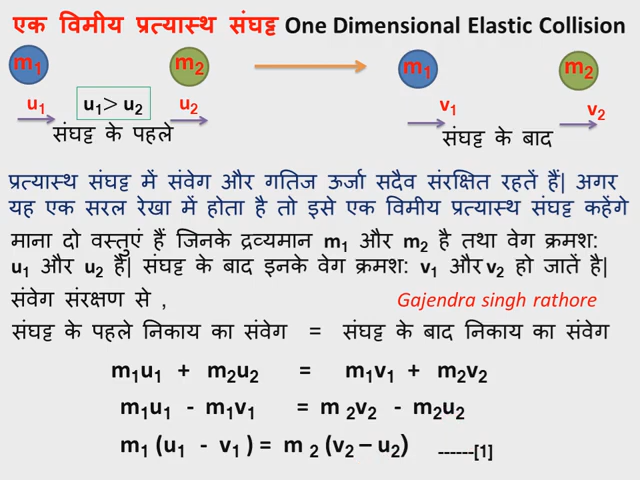 एक विमीय प्रत्यास्थ संघट्ट One Dimensional Elastic Collision
m₁ m₂ m₁ m₂
u₁ u₁> u₂ u₂ v₁ v₂
संघट्ट के पहले संघट्ट के बाद
प्रत्यास्थ संघट्ट में संवेग और गतिज ऊर्जा सदैव संरक्षित रहतें हैं| अगर
यह एक सरल रेखा में होता है तो इसे एक विमीय प्रत्यास्थ संघट्ट कहेंगे
माना दो वस्तुएं हैं जिनके द्रव्यमान m₁ और m₂ है तथा वेग क्रमश:
u₁ और u₂ है| संघट्ट के बाद इनके वेग क्रमश: v₁ और v₂ हो जातें है|
संवेग संरक्षण से , Gajendra singh rathore
संघट्ट के पहले निकाय का संवेग = संघट्ट के बाद निकाय का संवेग
m₁u₁ + m₂u₂ = m₁v₁ + m₂v₂
m₁u₁ - m₁v₁ = m ₂v₂ - m₂u₂
m₁ (u₁ - v₁ ) = m ₂ (v₂ – u₂) ------[1]